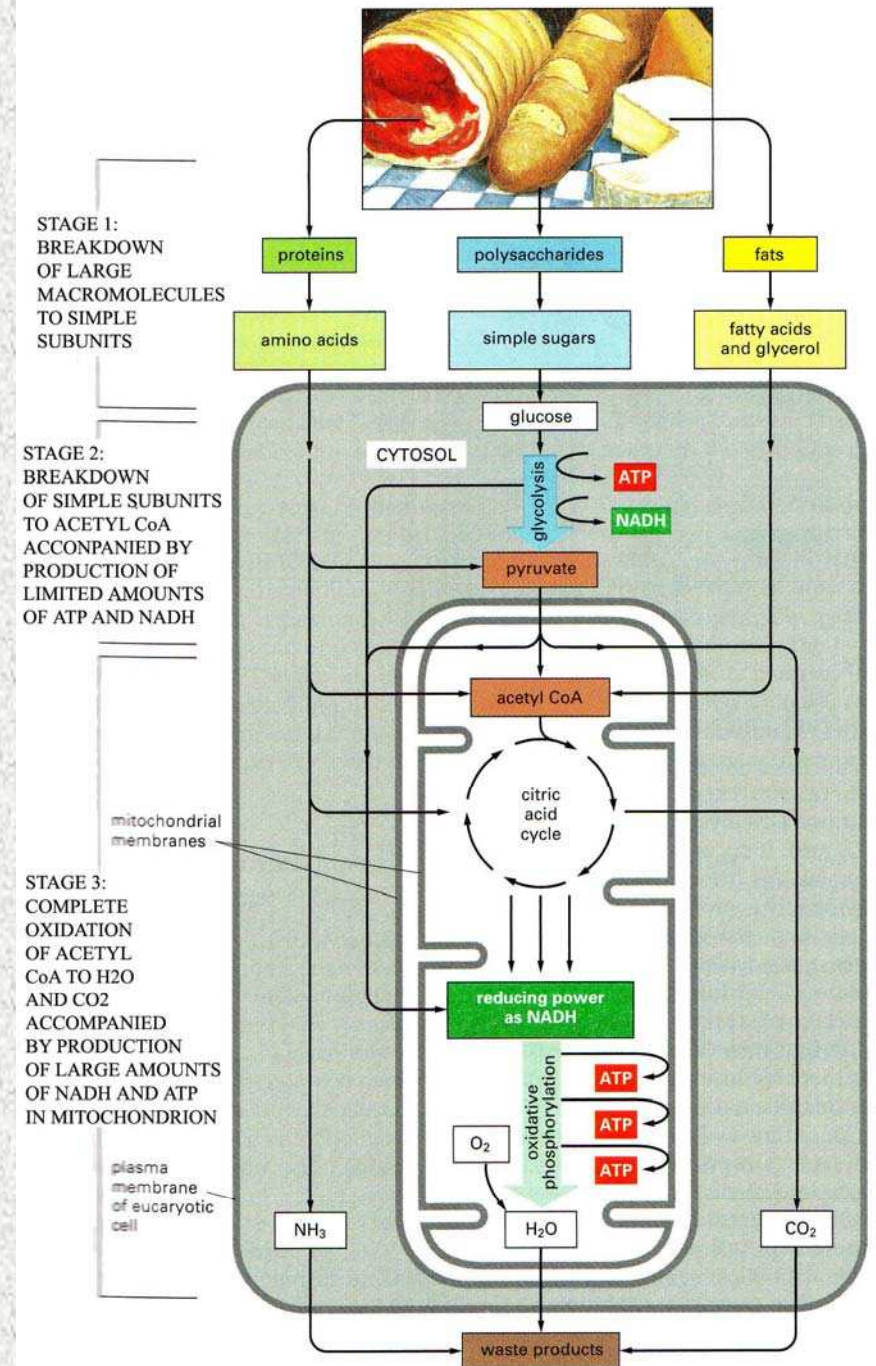 STAGE 1:
BREAKDOWN
OF LARGE
MACROMOLECULES
TO SIMPLE
SUBUNITS
proteins
polysaccharides
fats
amino acids
simple sugars
fatty acids
and glycerol
STAGE 2:
BREAKDOWN
OF SIMPLE SUBUNITS
TO ACETYL CoA
ACCONPANIED BY
PRODUCTION OF
LIMITED AMOUNTS
OF ATP AND NADH
glucose
CYTOSOL
glycolysis
ATP
NADH
pyruvate
acetyl CoA
citric
acid
cycle
mitochondrial
membranes
STAGE 3:
COMPLETE
OXIDATION
OF ACETYL
CoA TO H2O
AND CO2
ACCOMPANIED
BY PRODUCTION
OF LARGE AMOUNTS
OF NADH AND ATP
IN MITOCHONDRION
reducing power
as NADH
oxidative
phosphorylation
ATP
ATP
ATP
O₂
plasma
membrane
of eucaryotic
cell
NH₃
H₂O
CO₂
waste products